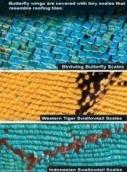 Butterfly wings are covered with tiny scales that
resemble roofing tiles:
Birdwing Butterfly Scales
Western Tiger Swallowtail Scales
Indonesian Swallowtail Scales